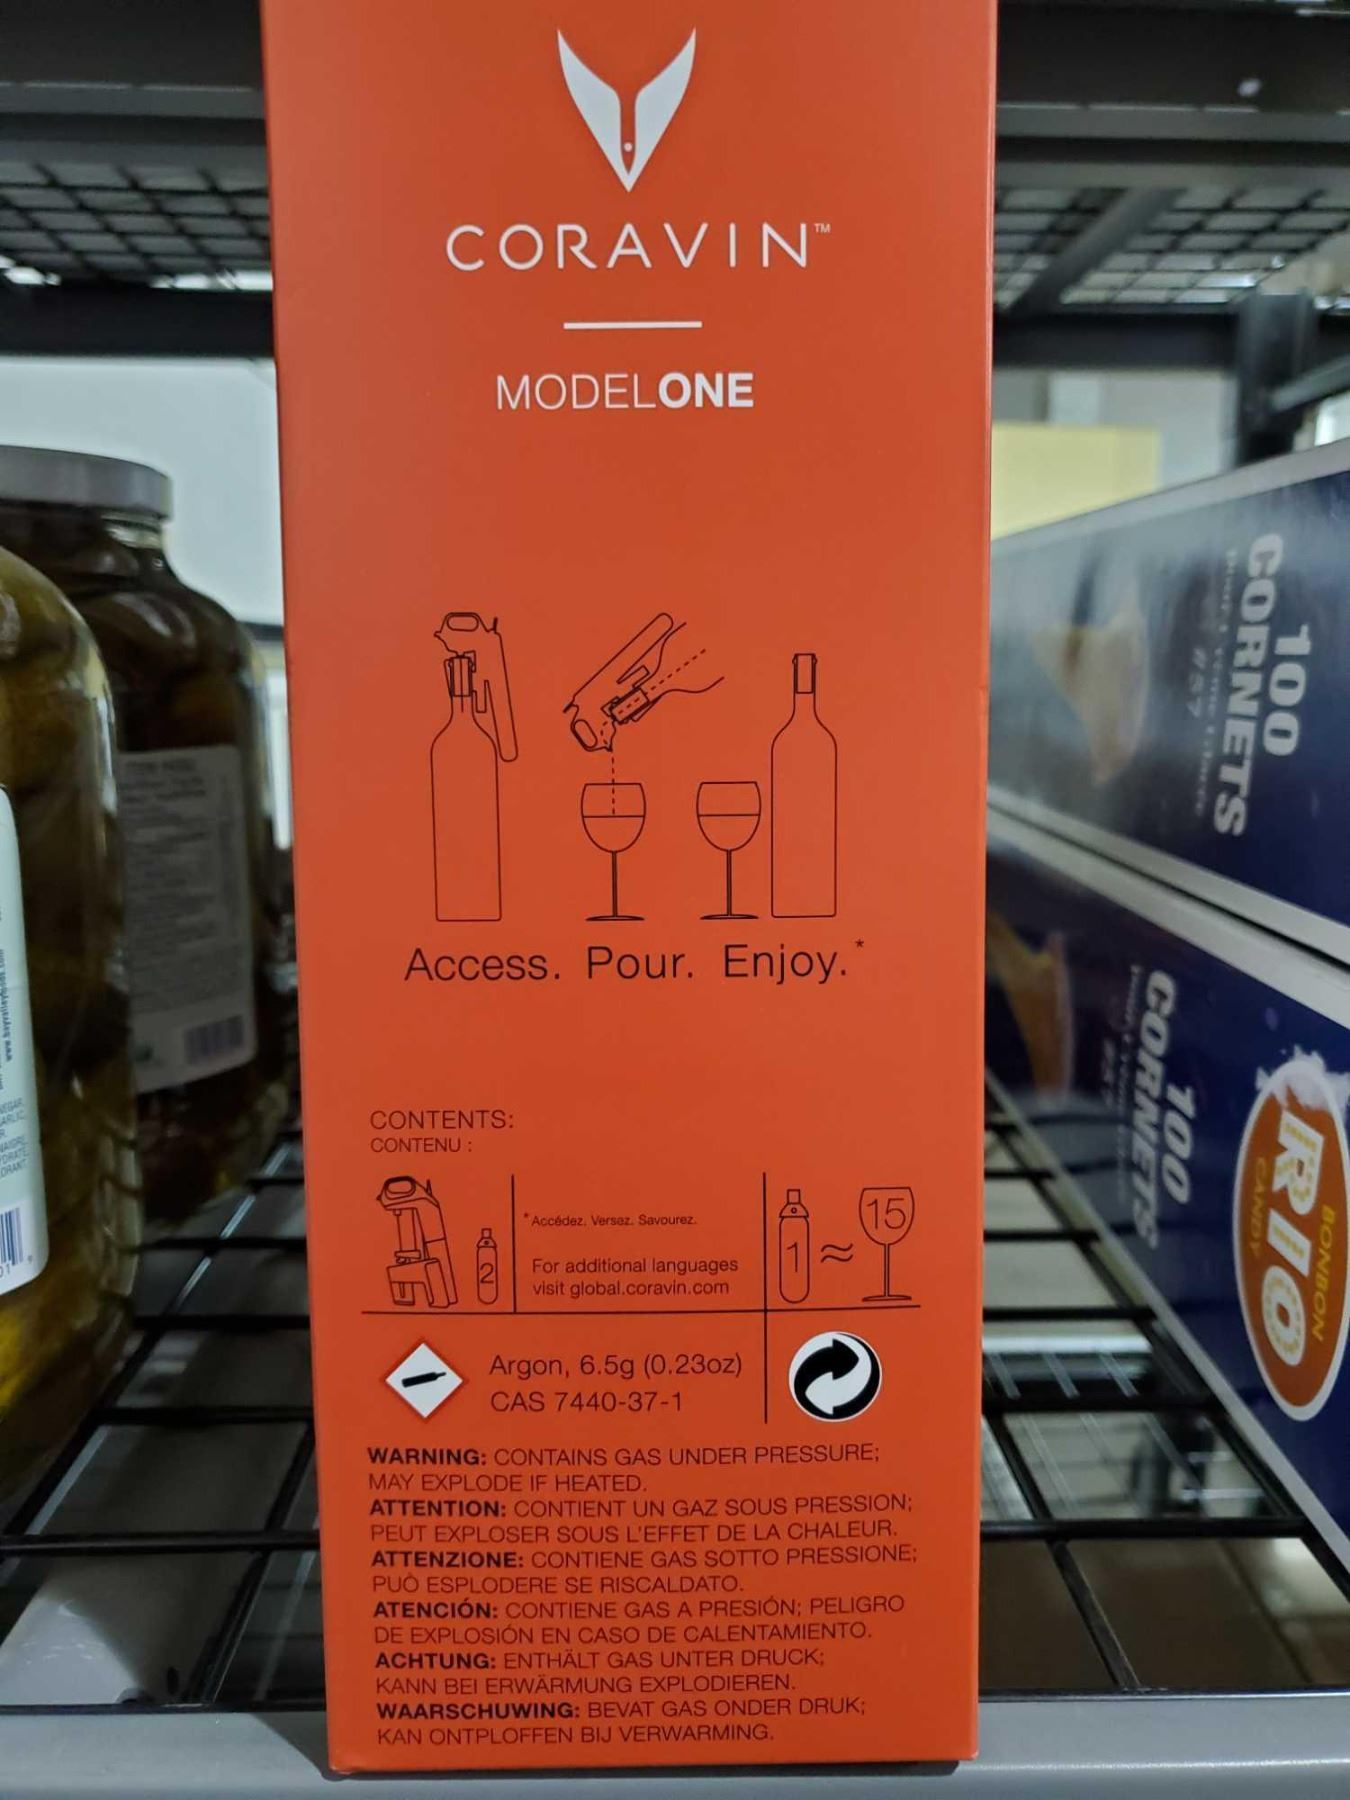 CORAVIN™
MODELONE
Access. Pour. Enjoy.*
CONTENTS:
CONTENU :
2
* Accédez. Versez. Savourez.
For additional languages
visit global.coravin.com
1 ≈ 15
Argon, 6.5g (0.23oz)
CAS 7440-37-1
WARNING: CONTAINS GAS UNDER PRESSURE;
MAY EXPLODE IF HEATED.
ATTENTION: CONTIENT UN GAZ SOUS PRESSION;
PEUT EXPLOSER SOUS L'EFFET DE LA CHALEUR.
ATTENZIONE: CONTIENE GAS SOTTO PRESSIONE;
PUÒ ESPLODERE SE RISCALDATO.
ATENCIÓN: CONTIENE GAS A PRESIÓN; PELIGRO
DE EXPLOSIÓN EN CASO DE CALENTAMIENTO.
ACHTUNG: ENTHÄLT GAS UNTER DRUCK;
KANN BEI ERWÄRMUNG EXPLODIEREN.
WAARSCHUWING: BEVAT GAS ONDER DRUK;
KAN ONTPLOFFEN BIJ VERWARMING.
100
CORNETS
100
CORNETS
BONBON
RIO
CANDY